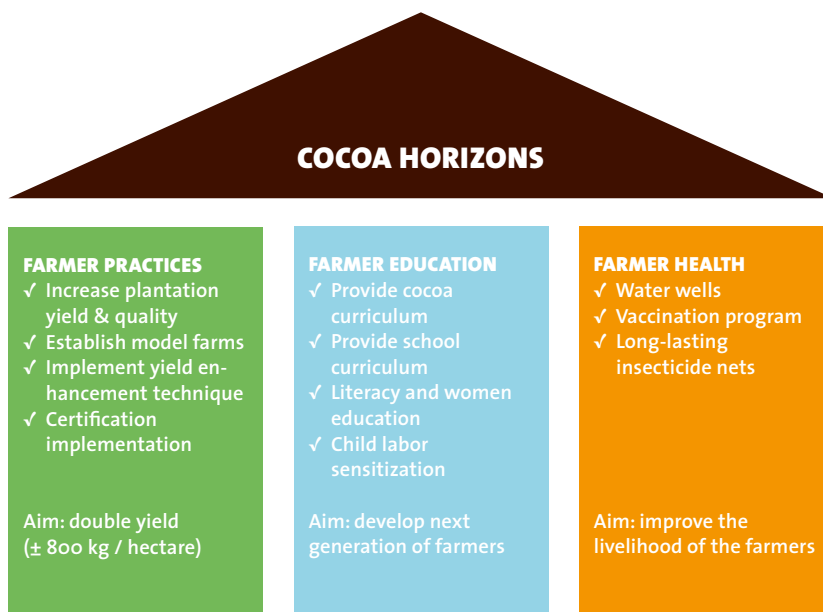 COCOA HORIZONS
FARMER PRACTICES
✓ Increase plantation
yield & quality
✓ Establish model farms
✓ Implement yield en-
hancement technique
✓ Certification
implementation
Aim: double yield
(± 800 kg / hectare)
FARMER EDUCATION
✓ Provide cocoa
curriculum
✓ Provide school
curriculum
✓ Literacy and women
education
✓ Child labor
sensitization
Aim: develop next
generation of farmers
FARMER HEALTH
✓ Water wells
✓ Vaccination program
✓ Long-lasting
insecticide nets
Aim: improve the
livelihood of the farmers